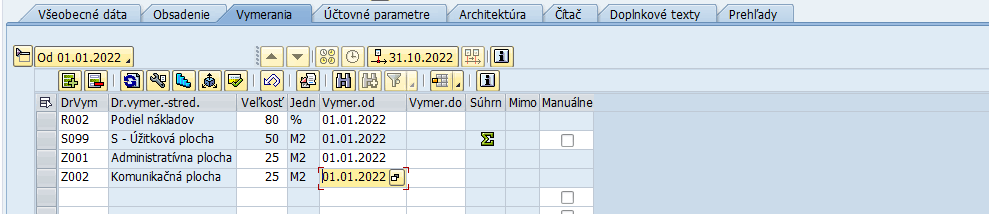 Všeobecné dáta Obsadenie Vymerania Účtovné parametre Architektúra Čítač Doplnkové texty Prehľady
Od 01.01.2022 31.10.2022
DrVym Dr.vymer.-stred. Veľkosť Jedn Vymer.od Vymer.do Súhrn Mimo Manuálne
R002 Podiel nákladov 80 % 01.01.2022
S099 S - Úžitková plocha 50 M2 01.01.2022 Σ
Z001 Administratívna plocha 25 M2 01.01.2022
Z002 Komunikačná plocha 25 M2 01.01.2022